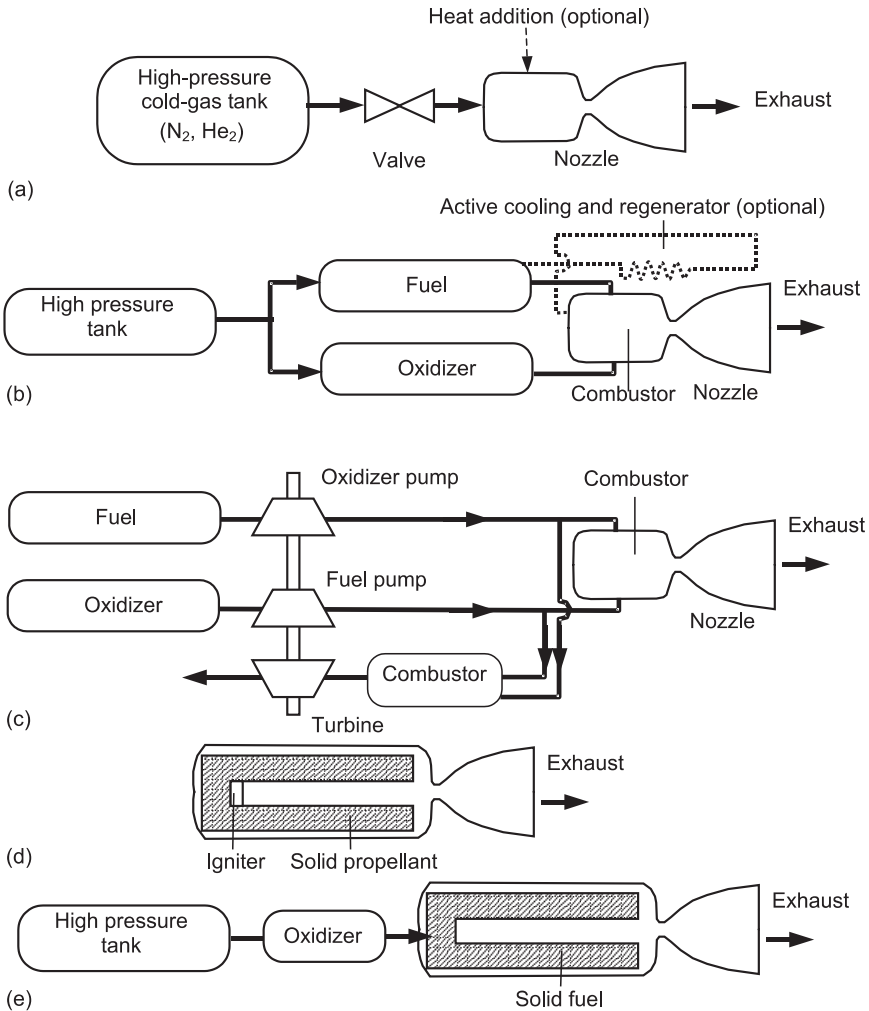 Heat addition (optional)
High-pressure
cold-gas tank
(N₂, He₂)
Exhaust
Valve
Nozzle
(a)
Active cooling and regenerator (optional)
Fuel
Exhaust
High pressure
tank
Oxidizer
(b)
Combustor
Nozzle
Oxidizer pump
Combustor
Fuel
Exhaust
Fuel pump
Oxidizer
Nozzle
Combustor
(c)
Turbine
Exhaust
Igniter
Solid propellant
(d)
Exhaust
High pressure
tank
Oxidizer
Solid fuel
(e)